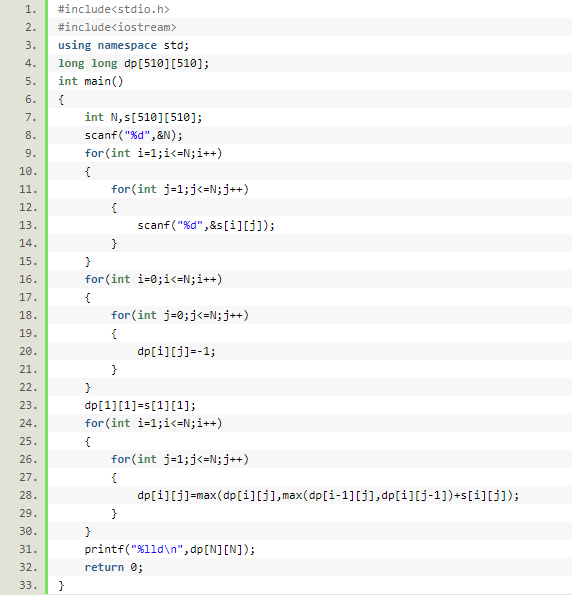 1. #include<stdio.h>
2. #include<iostream>
3. using namespace std;
4. long long dp[510][510];
5. int main()
6. {
7.     int N,s[510][510];
8.     scanf("%d",&N);
9.     for(int i=1;i<=N;i++)
10.     {
11.         for(int j=1;j<=N;j++)
12.         {
13.             scanf("%d",&s[i][j]);
14.         }
15.     }
16.     for(int i=0;i<=N;i++)
17.     {
18.         for(int j=0;j<=N;j++)
19.         {
20.             dp[i][j]=-1;
21.         }
22.     }
23.     dp[1][1]=s[1][1];
24.     for(int i=1;i<=N;i++)
25.     {
26.         for(int j=1;j<=N;j++)
27.         {
28.             dp[i][j]=max(dp[i][j],max(dp[i-1][j],dp[i][j-1])+s[i][j]);
29.         }
30.     }
31.     printf("%lld\n",dp[N][N]);
32.     return 0;
33. }